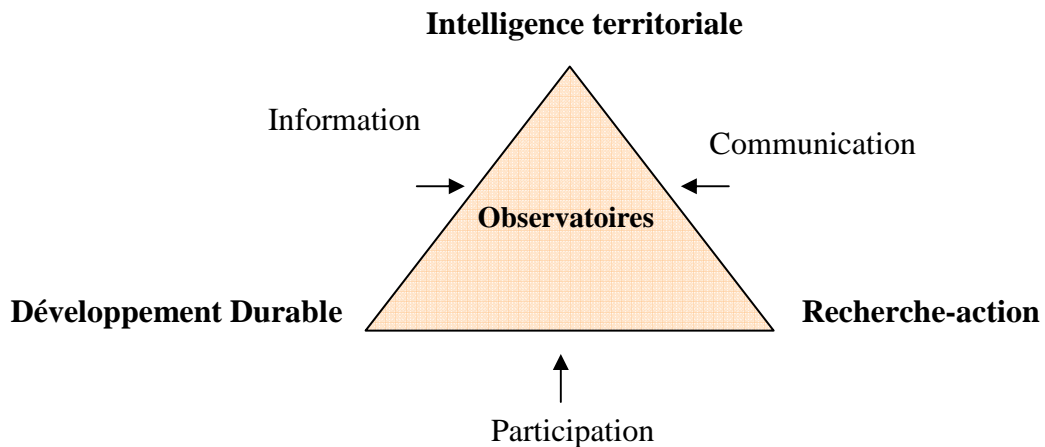 Intelligence territoriale
Information
Communication
Observatoires
Développement Durable
Recherche-action
Participation